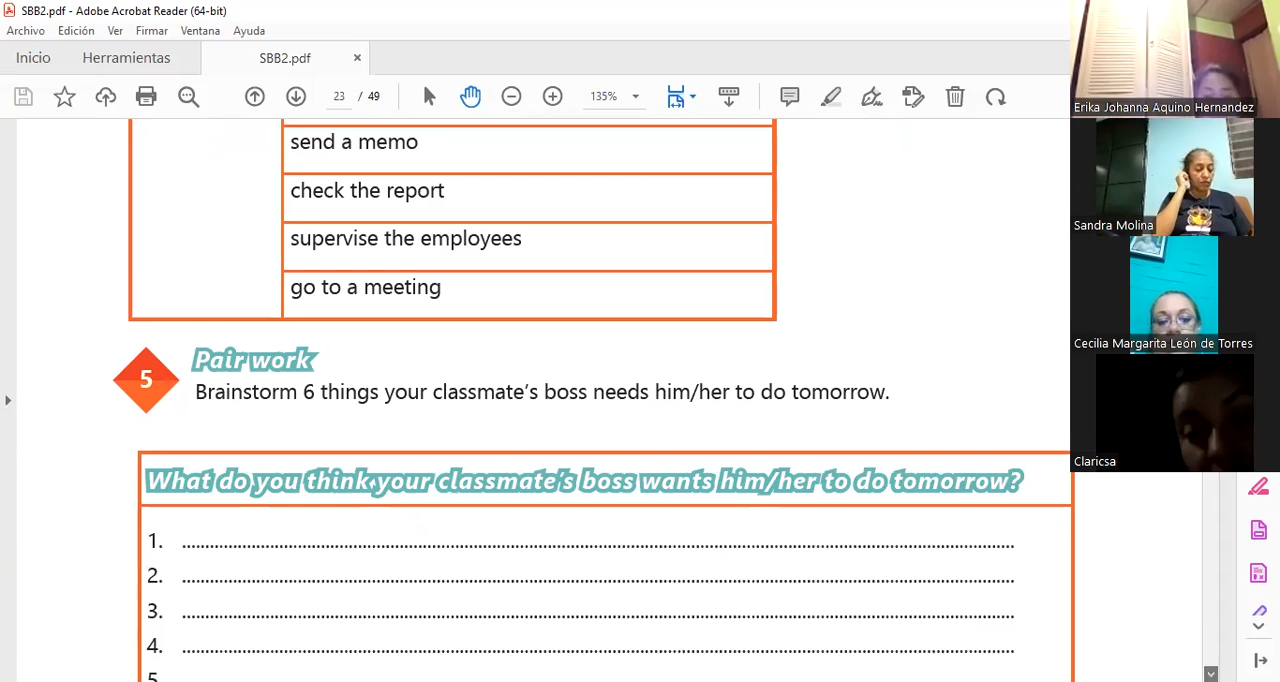 SBB2.pdf - Adobe Acrobat Reader (64-bit)
Archivo Edición Ver Firmar Ventana Ayuda
Inicio Herramientas SBB2.pdf ×
23 / 49 135%
send a memo
check the report
supervise the employees
go to a meeting
5 Pair work
Brainstorm 6 things your classmate's boss needs him/her to do tomorrow.
What do you think your classmate's boss wants him/her to do tomorrow?
1. ........................................................................
2. ........................................................................
3. ........................................................................
4. ........................................................................
5.
Erika Johanna Aquino Hernandez
Sandra Molina
Cecilia Margarita León de Torres
Claricsa